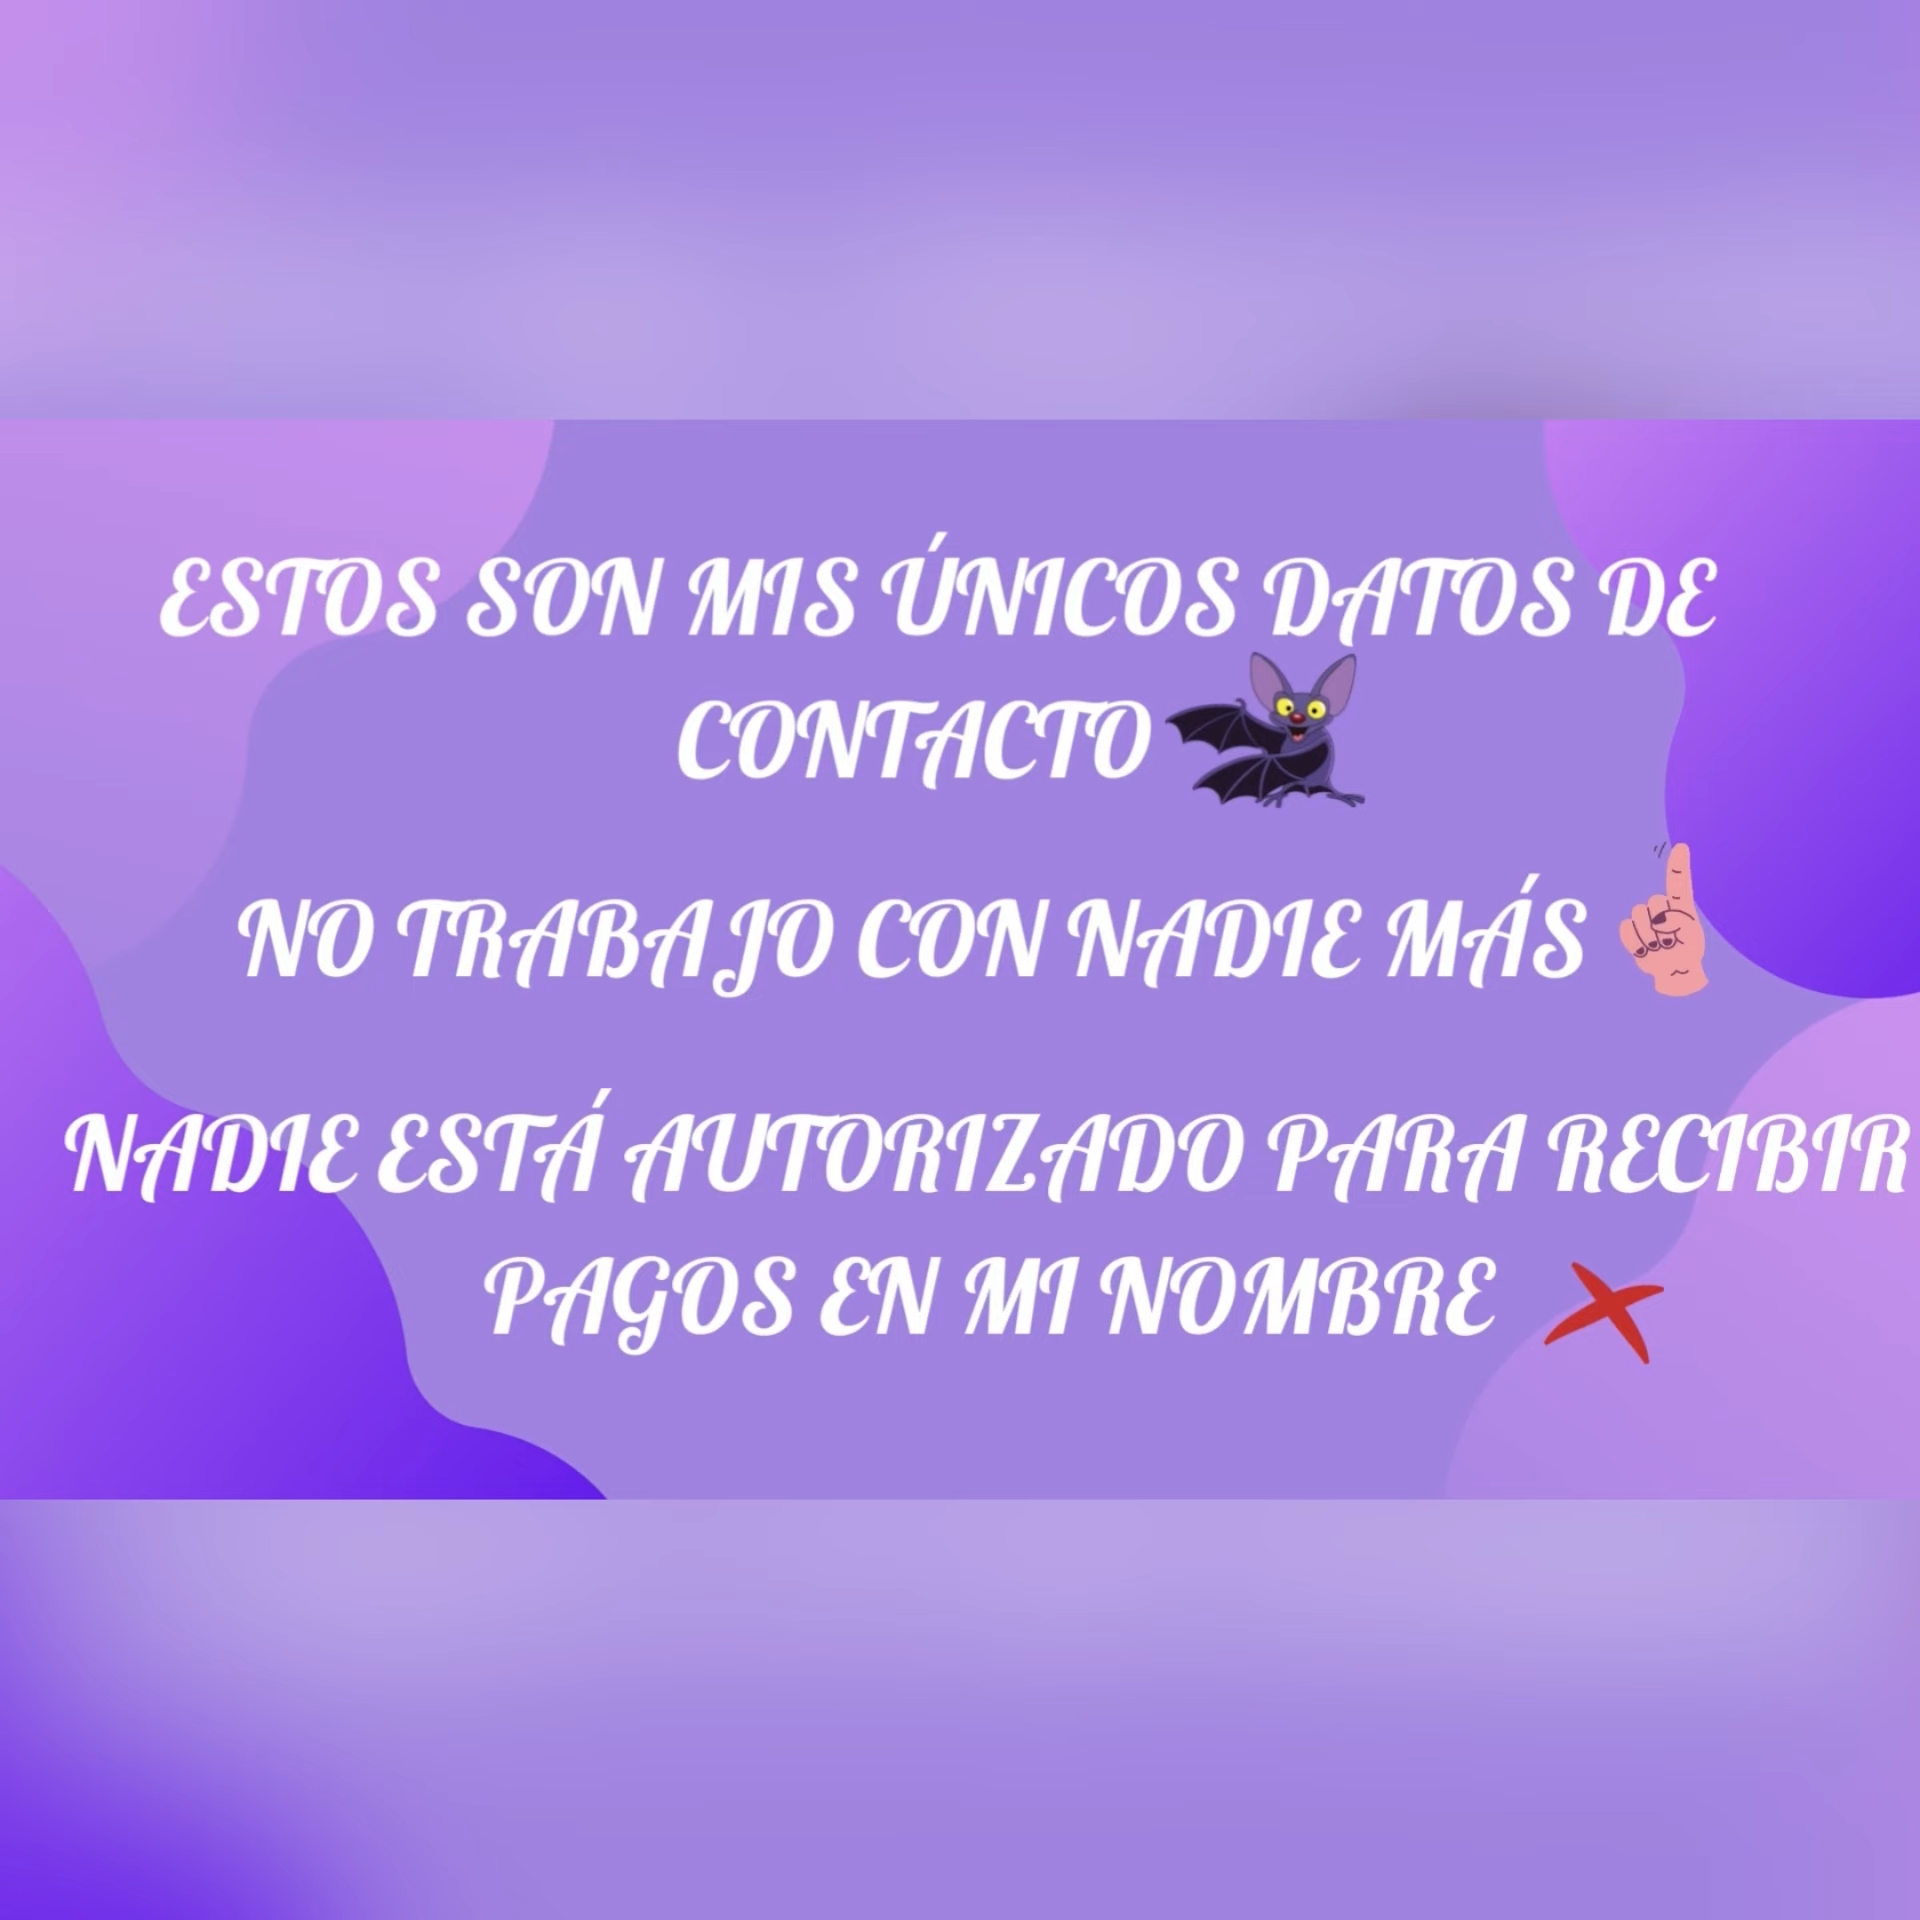 ESTOS SON MIS ÚNICOS DATOS DE
CONTACTO
NO TRABAJO CON NADIE MÁS
NADIE ESTÁ AUTORIZADO PARA RECIBIR
PAGOS EN MI NOMBRE